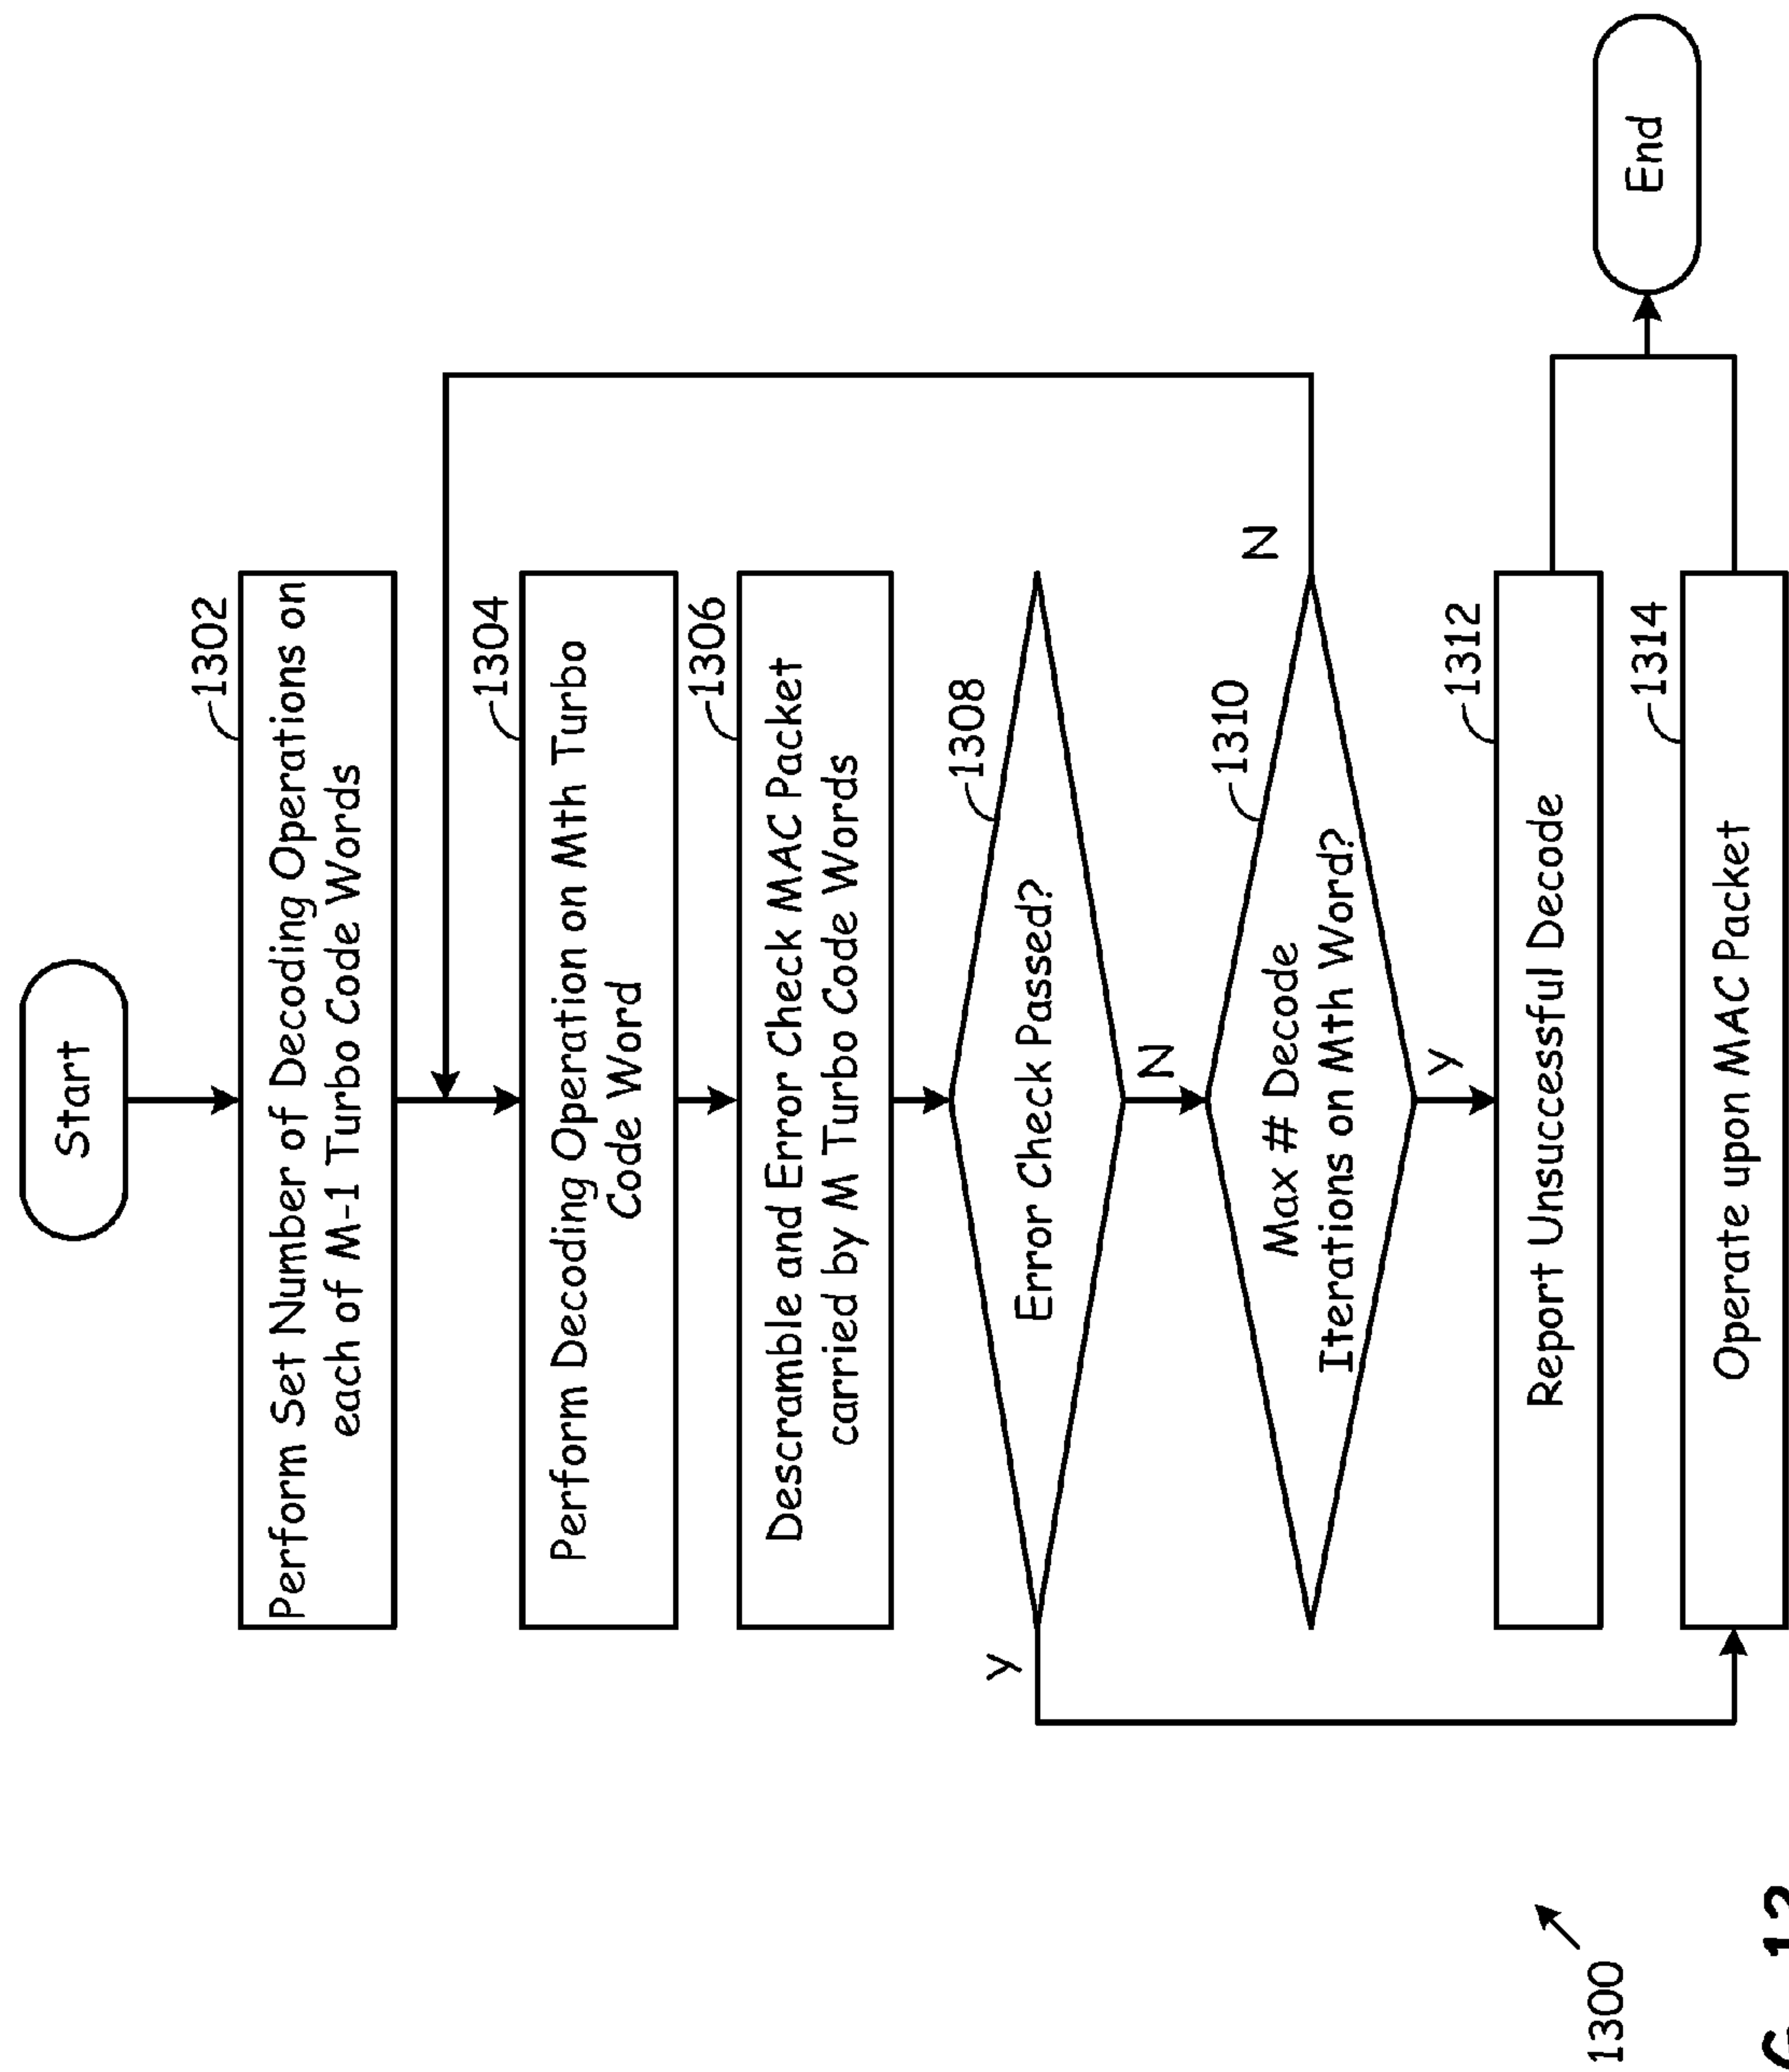 Start
1302
Perform Set Number of Decoding Operations on
each of M-1 Turbo Code Words
1304
Perform Decoding Operation on Mth Turbo
Code Word
1306
Descramble and Error Check MAC Packet
carried by M Turbo Code Words
1308
Error Check Passed?
Y
N
1310
Max # Decode
Iterations on Mth Word?
N
Y
1312
Report Unsuccessful Decode
1314
Operate upon MAC Packet
End
1300